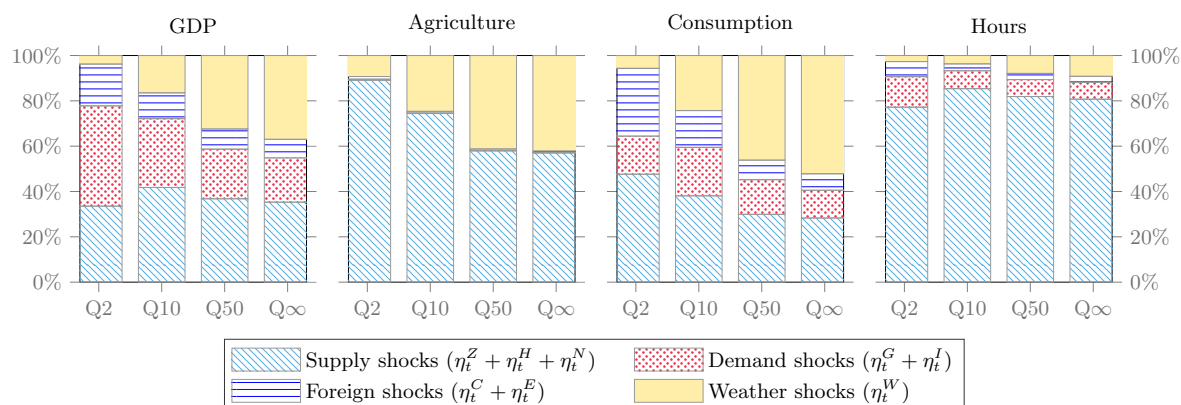 GDP Agriculture Consumption Hours
100% 100%
80% 80%
60% 60%
40% 40%
20% 20%
0% 0%
Q2 Q10 Q50 Q∞ Q2 Q10 Q50 Q∞ Q2 Q10 Q50 Q∞ Q2 Q10 Q50 Q∞
Supply shocks (η_t^Z + η_t^H + η_t^N) Demand shocks (η_t^G + η_t^I)
Foreign shocks (η_t^C + η_t^E) Weather shocks (η_t^W)